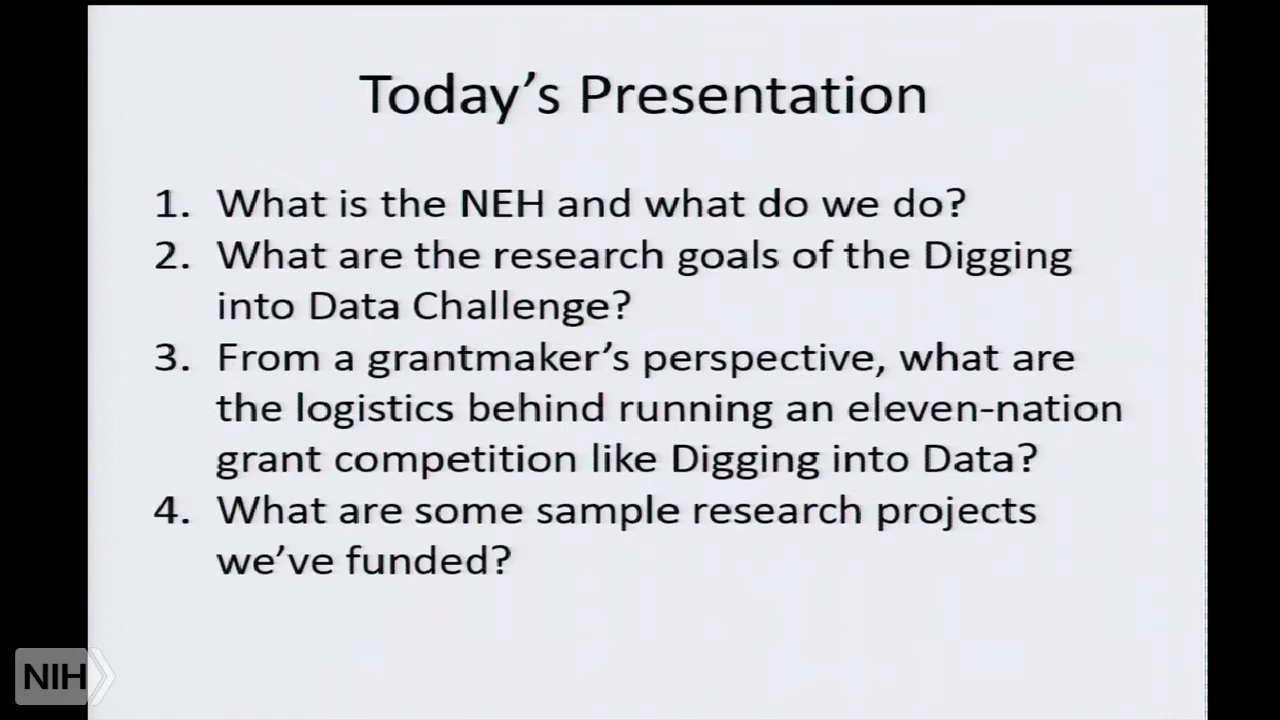 Today's Presentation
1. What is the NEH and what do we do?
2. What are the research goals of the Digging
into Data Challenge?
3. From a grantmaker's perspective, what are
the logistics behind running an eleven-nation
grant competition like Digging into Data?
4. What are some sample research projects
we've funded?
NIH